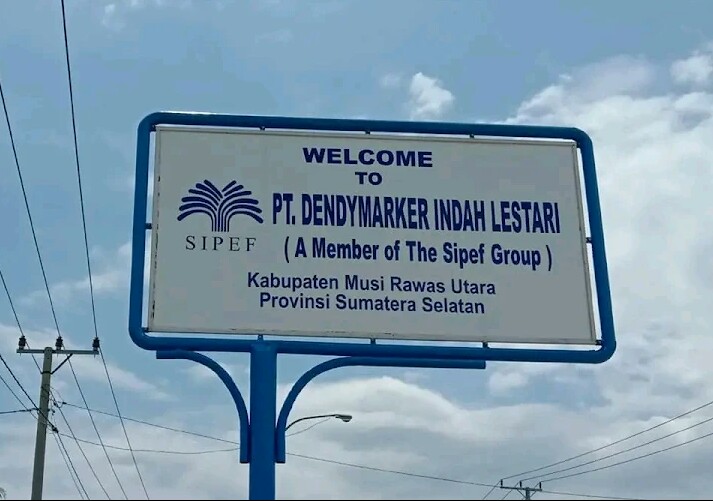 WELCOME
TO
PT. DENDYMARKER INDAH LESTARI
SIPEF
( A Member of The Sipef Group )
Kabupaten Musi Rawas Utara
Provinsi Sumatera Selatan